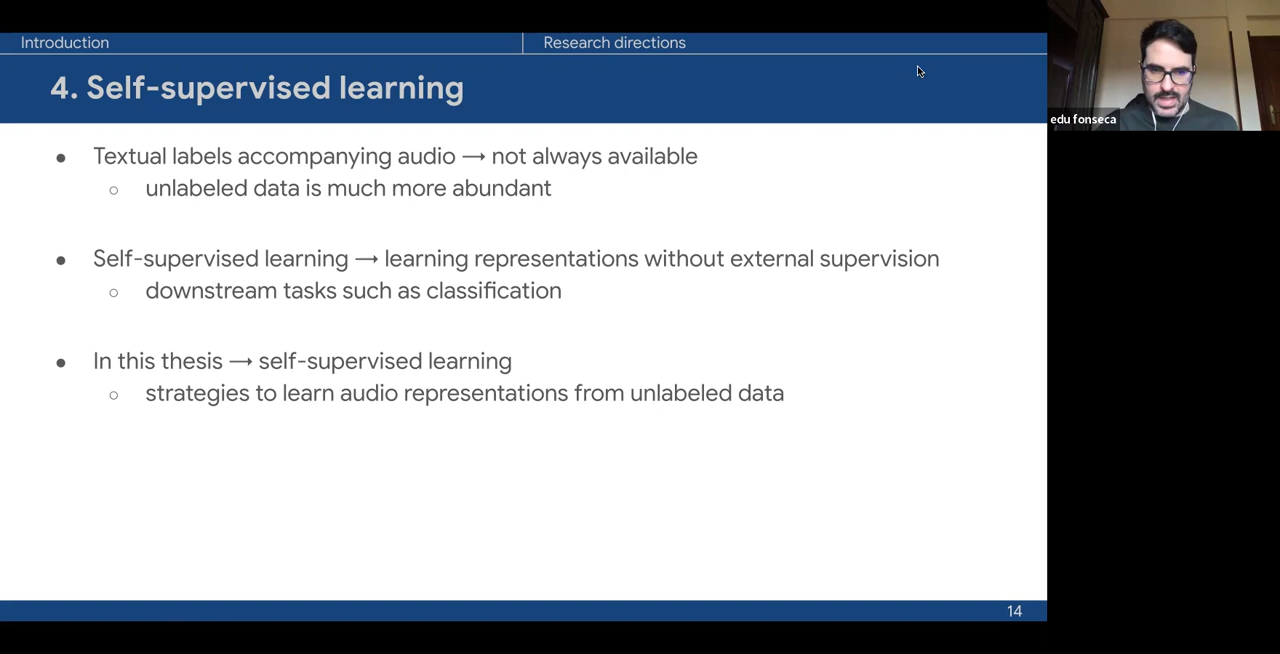 Introduction
Research directions
4. Self-supervised learning
● Textual labels accompanying audio → not always available
○ unlabeled data is much more abundant
● Self-supervised learning → learning representations without external supervision
○ downstream tasks such as classification
● In this thesis → self-supervised learning
○ strategies to learn audio representations from unlabeled data
14
edu fonseca